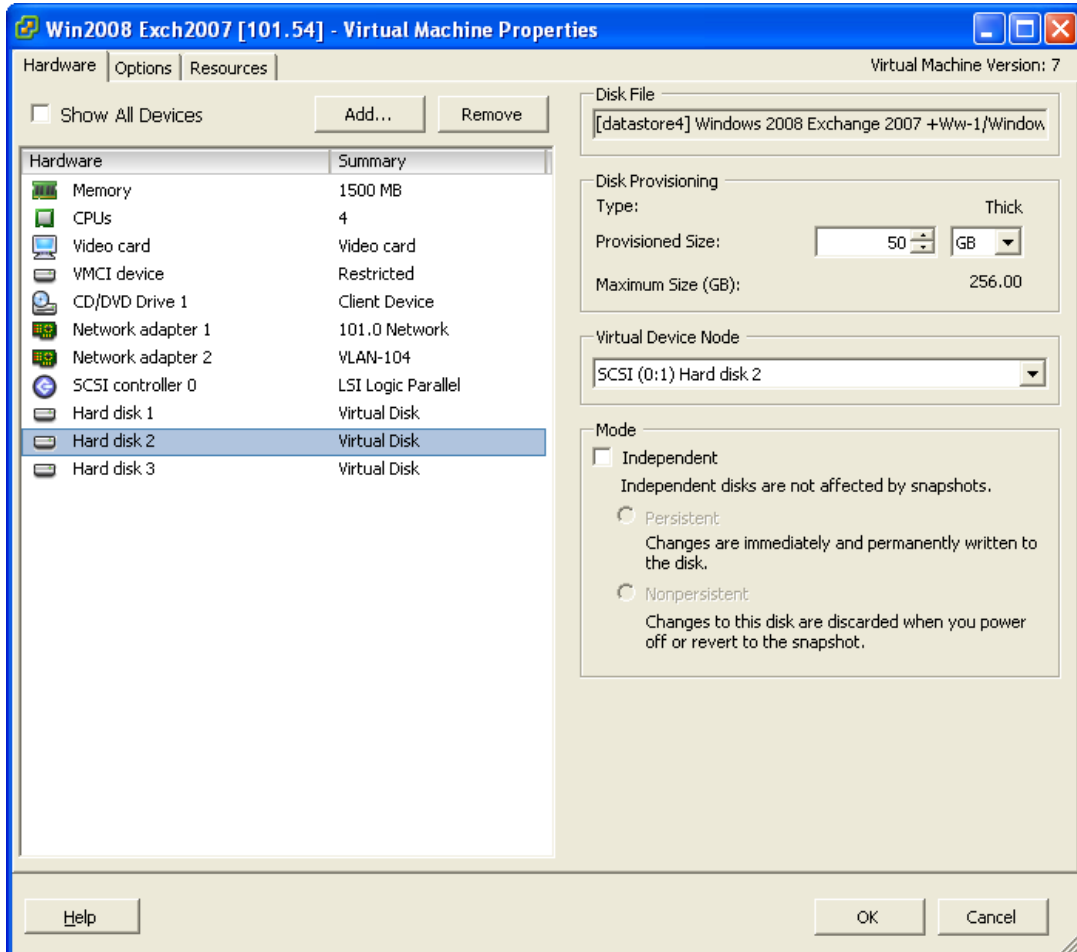 Win2008 Exch2007 [101.54] - Virtual Machine Properties
Hardware Options Resources
Virtual Machine Version: 7
Show All Devices
Add...
Remove
Hardware Summary
Memory 1500 MB
CPUs 4
Video card Video card
VMCI device Restricted
CD/DVD Drive 1 Client Device
Network adapter 1 101.0 Network
Network adapter 2 VLAN-104
SCSI controller 0 LSI Logic Parallel
Hard disk 1 Virtual Disk
Hard disk 2 Virtual Disk
Hard disk 3 Virtual Disk
Disk File
[datastore4] Windows 2008 Exchange 2007 +Ww-1/Window
Disk Provisioning
Type: Thick
Provisioned Size: 50 GB
Maximum Size (GB): 256.00
Virtual Device Node
SCSI (0:1) Hard disk 2
Mode
Independent
Independent disks are not affected by snapshots.
Persistent
Changes are immediately and permanently written to
the disk.
Nonpersistent
Changes to this disk are discarded when you power
off or revert to the snapshot.
Help
OK
Cancel